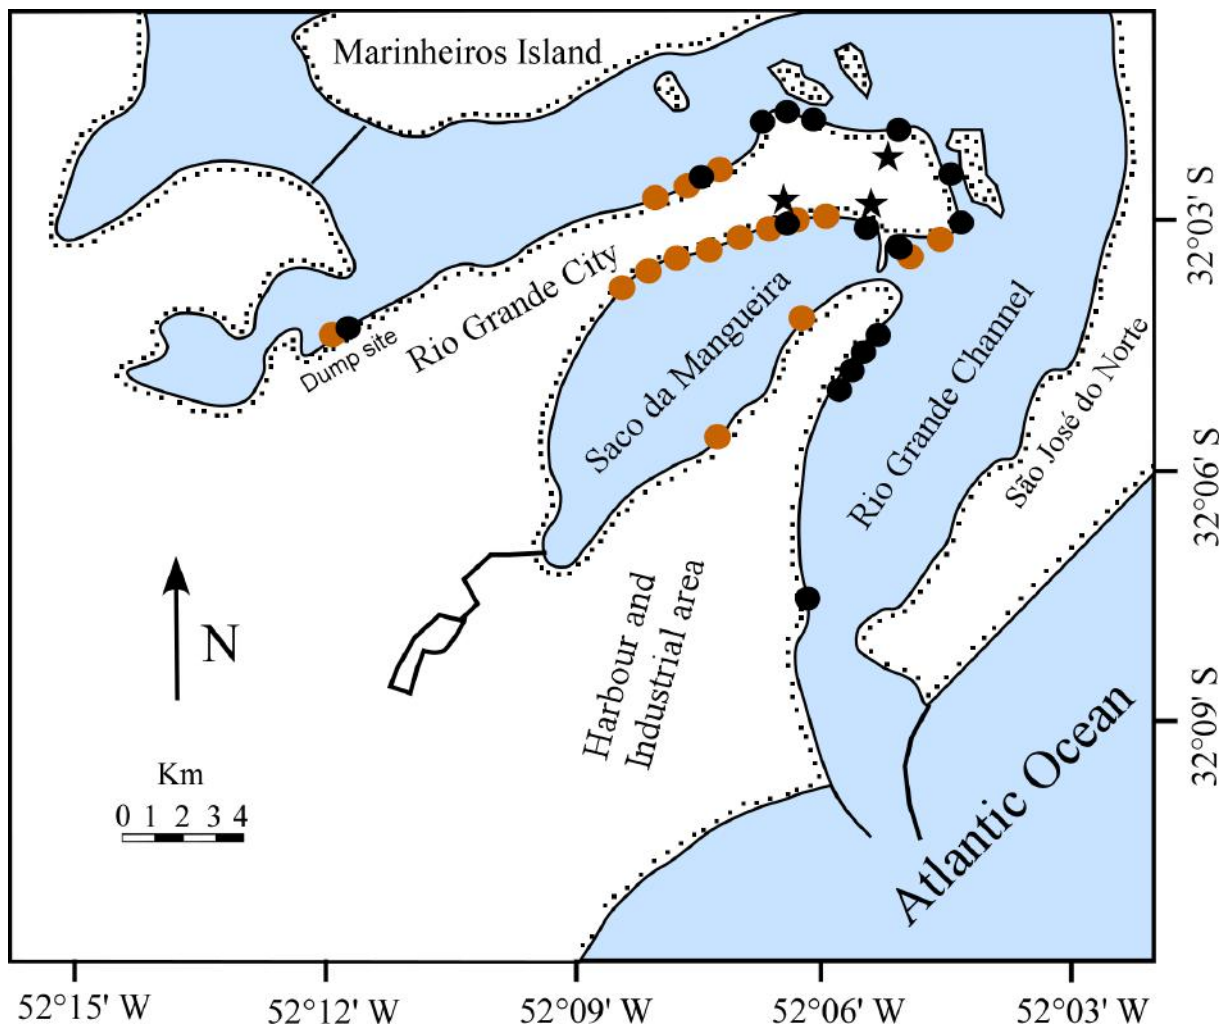 Marinheiros Island
32°03' S
Rio Grande City
Dump site
Saco da Mangueira
Rio Grande Channel
São José do Norte
32°06' S
N
Harbour and
Industrial area
32°09' S
Atlantic Ocean
Km
0 1 2 3 4
52°15' W
52°12' W
52°09' W
52°06' W
52°03' W